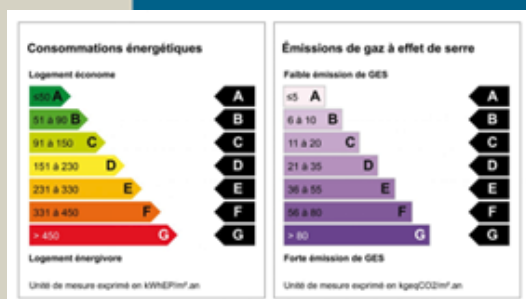 Consommations énergétiques
Logement économe
≤50 A A
51 à 90 B B
91 à 150 C C
151 à 230 D D
231 à 330 E E
331 à 450 F F
> 450 G G
Logement énergivore
Unité de mesure exprimé en kWhEP/m².an
Émissions de gaz à effet de serre
Faible émission de GES
≤5 A A
6 à 10 B B
11 à 20 C C
21 à 35 D D
36 à 55 E E
56 à 80 F F
> 80 G G
Forte émission de GES
Unité de mesure exprimé en kgeqCO2/m².an